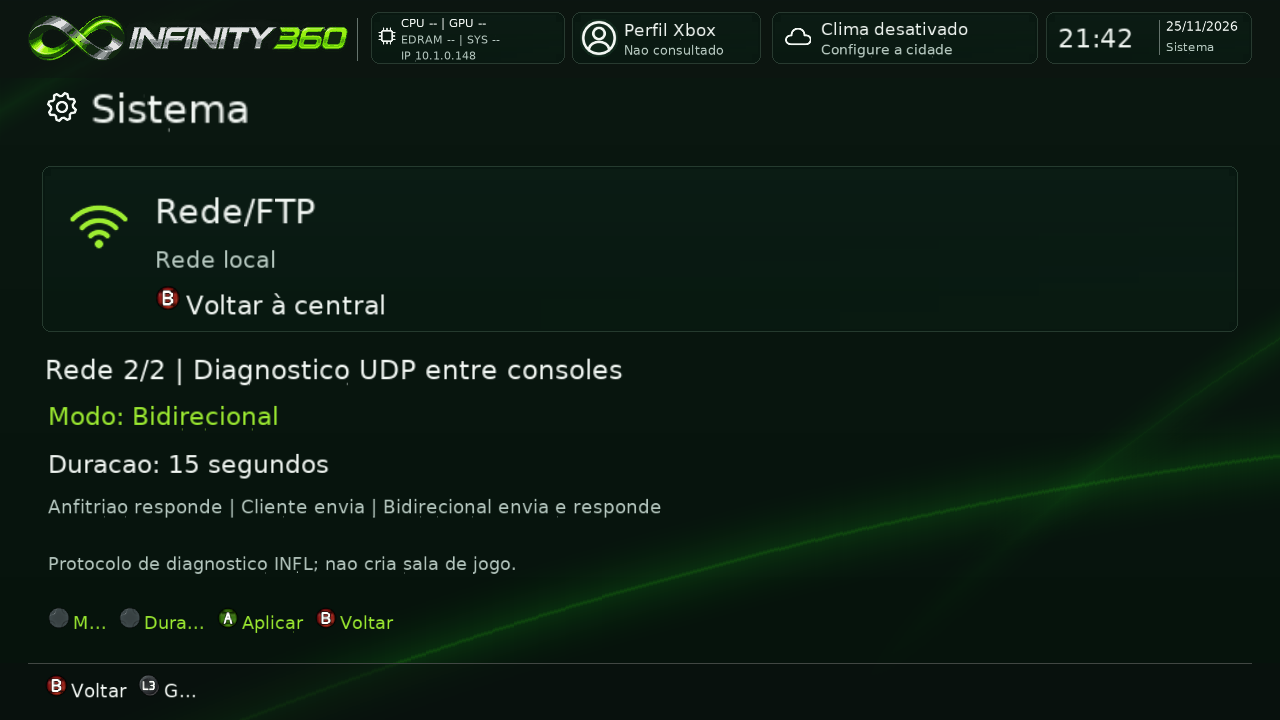 INFINITY 360
CPU -- | GPU --
EDRAM -- | SYS --
IP 10.1.0.148
Perfil Xbox
Nao consultado
Clima desativado
Configure a cidade
21:42
25/11/2026
Sistema
Sistema
Rede/FTP
Rede local
B Voltar à central
Rede 2/2 | Diagnostico UDP entre consoles
Modo: Bidirecional
Duracao: 15 segundos
Anfitriao responde | Cliente envia | Bidirecional envia e responde
Protocolo de diagnostico INFL; nao cria sala de jogo.
M... Dura... A Aplicar B Voltar
B Voltar L3 G...